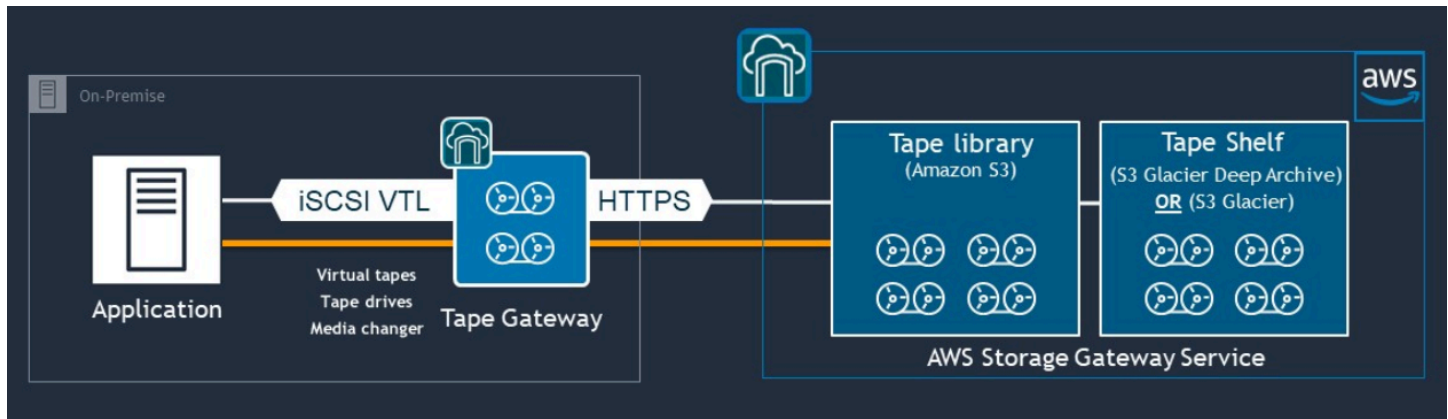 On-Premise
aws
Tape library
(Amazon S3)
Tape Shelf
(S3 Glacier Deep Archive)
OR (S3 Glacier)
iSCSI VTL
HTTPS
Virtual tapes
Tape drives
Media changer
Application
Tape Gateway
AWS Storage Gateway Service